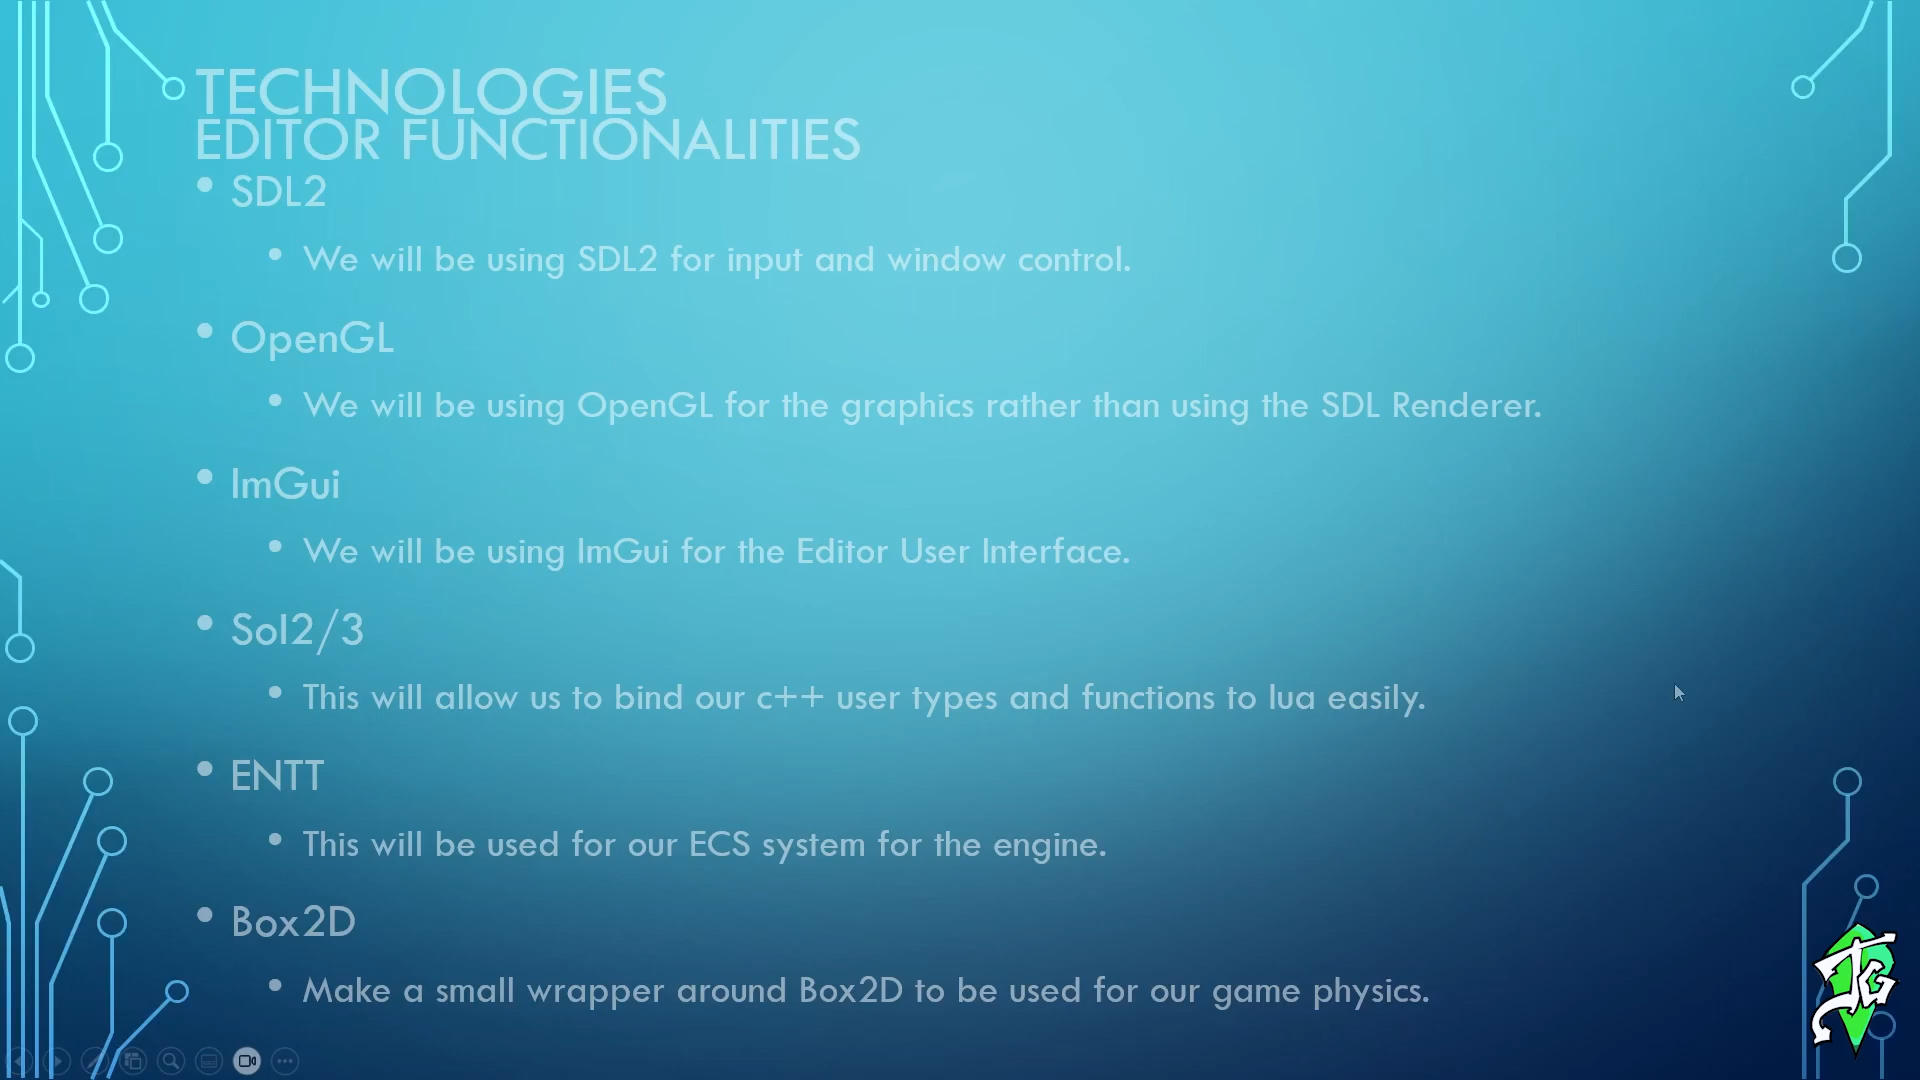 TECHNOLOGIES
EDITOR FUNCTIONALITIES
• SDL2
• We will be using SDL2 for input and window control.
• OpenGL
• We will be using OpenGL for the graphics rather than using the SDL Renderer.
• ImGui
• We will be using ImGui for the Editor User Interface.
• Sol2/3
• This will allow us to bind our c++ user types and functions to lua easily.
• ENTT
• This will be used for our ECS system for the engine.
• Box2D
• Make a small wrapper around Box2D to be used for our game physics.
JG